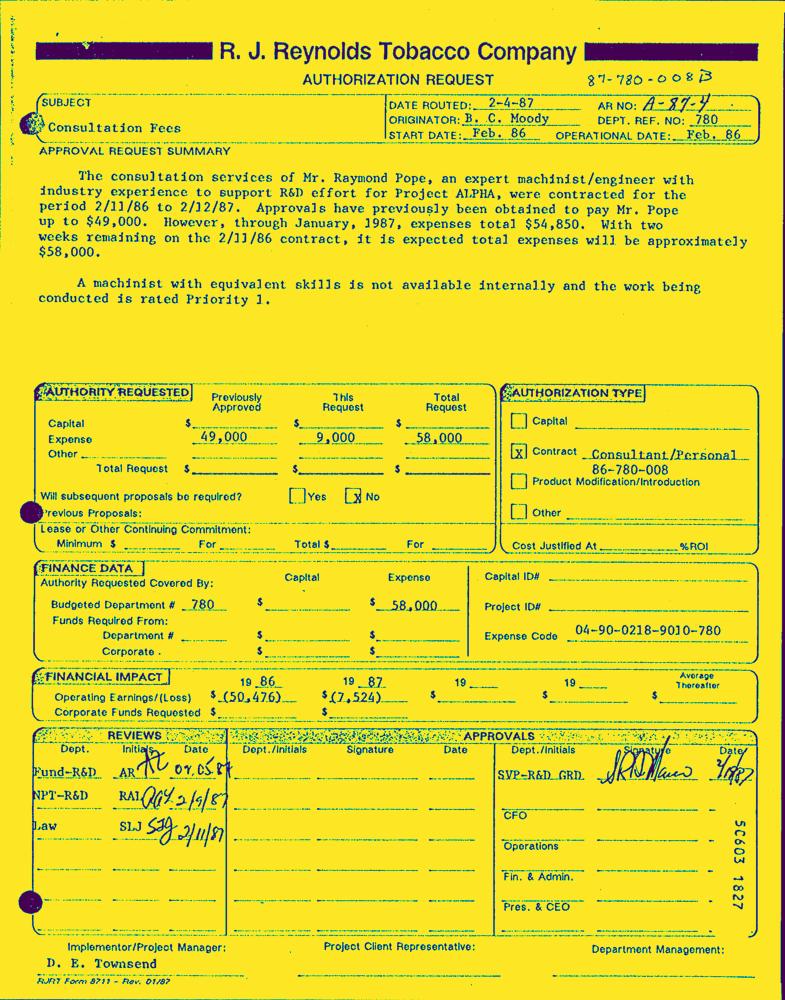 R. J. Reynolds Tobacco Company
AUTHORIZATION REQUEST
87-780-008B
SUBJECT
Consultation Fees
DATE ROUTED: 2-4-87 AR NO: A-87-4
ORIGINATOR: B. C. Moody DEPT. REF. NO: 780
START DATE: Feb. 86 OPERATIONAL DATE: Feb. 86
APPROVAL REQUEST SUMMARY
The consultation services of Mr. Raymond Pope, an expert machinist/engineer with
industry experience to support R&D effort for Project ALPHA, were contracted for the
period 2/11/86 to 2/12/87. Approvals have previously been obtained to pay Mr. Pope
up to $49,000. However, through January, 1987, expenses total $54,850. With two
weeks remaining on the 2/11/86 contract, it is expected total expenses will be approximately
$58,000.
A machinist with equivalent skills is not available internally and the work being
conducted is rated Priority 1.
AUTHORITY REQUESTED
Previously Approved This Request Total Request
Capital $ $ $
Expense 49,000 9,000 58,000
Other
Total Request $ $ $
Will subsequent proposals be required? Yes X No
Previous Proposals:
Lease or Other Continuing Commitment:
Minimum $ For Total $ For
AUTHORIZATION TYPE
Capital
X Contract Consultant/Personal
86-780-008
Product Modification/Introduction
Other
Cost Justified At %ROI
FINANCE DATA
Authority Requested Covered By: Capital Expense
Budgeted Department # 780 $ $ 58,000
Funds Required From:
Department # $ $
Corporate . $ $
Capital ID#
Project ID#
Expense Code 04-90-0218-9010-780
FINANCIAL IMPACT
19 86 19 87 19 19 Average Thereafter
Operating Earnings/(Loss) $ (50,476) $ (7,524) $ $ $
Corporate Funds Requested $ $
REVIEWS APPROVALS
Dept. Initials Date Dept./Initials Signature Date Dept./Initials Signature Date
Fund-R&D AR 02.05.87 SVP-R&D GRD
NPT-R&D RAL 2/9/87
CFO
Law SLJ SLJ 2/11/87
Operations
Fin. & Admin.
Pres. & CEO
50603 1827
Implementor/Project Manager: Project Client Representative: Department Management:
D. E. Townsend
RJRT Form 8711 - Rev. 01/87